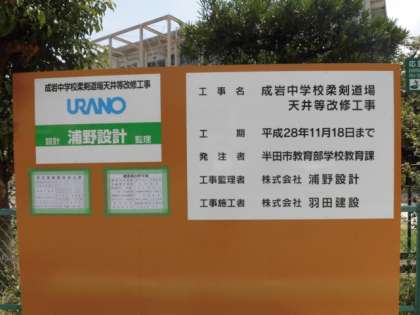 成岩中学校柔剣道場天井等改修工事
URANO
設計 浦野設計 監理
工事名 成岩中学校柔剣道場
天井等改修工事
工期 平成28年11月18日まで
発注者 半田市教育部学校教育課
工事監理者 株式会社 浦野設計
工事施工者 株式会社 羽田建設